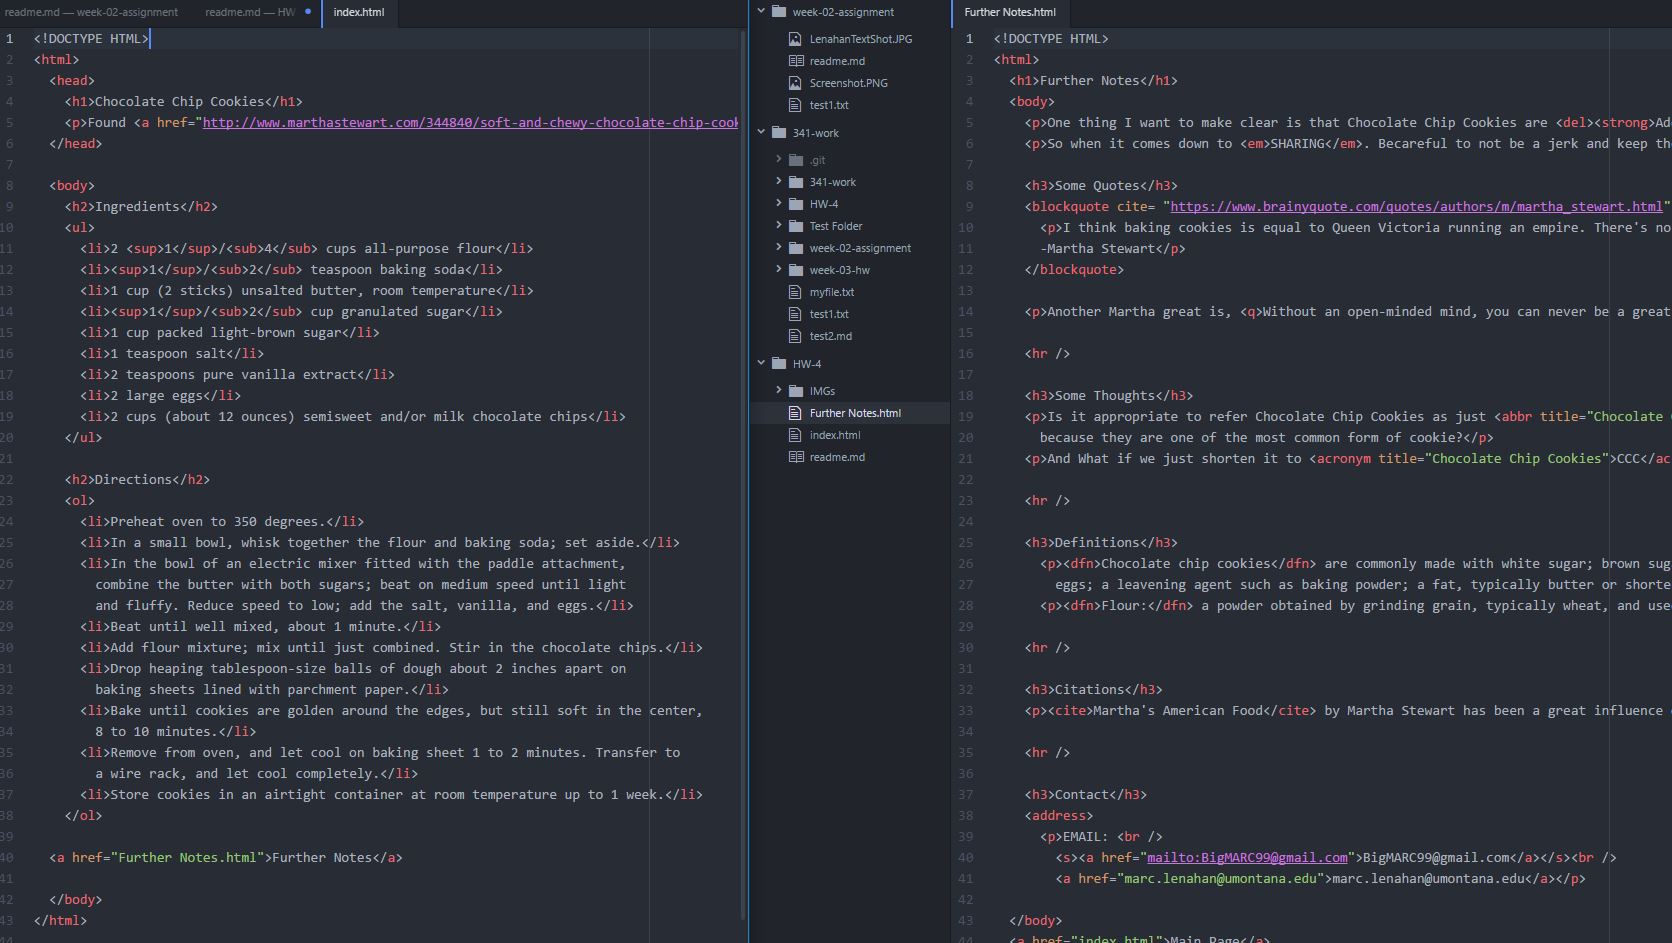 readme.md — week-02-assignment
readme.md — HW
index.html
1 <!DOCTYPE HTML>
2 <html>
3 <head>
4 <h1>Chocolate Chip Cookies</h1>
5 <p>Found <a href="http://www.marthastewart.com/344840/soft-and-chewy-chocolate-chip-cook
6 </head>
7
8 <body>
9 <h2>Ingredients</h2>
10 <ul>
11 <li>2 <sup>1</sup>/<sub>4</sub> cups all-purpose flour</li>
12 <li><sup>1</sup>/<sub>2</sub> teaspoon baking soda</li>
13 <li>1 cup (2 sticks) unsalted butter, room temperature</li>
14 <li><sup>1</sup>/<sub>2</sub> cup granulated sugar</li>
15 <li>1 cup packed light-brown sugar</li>
16 <li>1 teaspoon salt</li>
17 <li>2 teaspoons pure vanilla extract</li>
18 <li>2 large eggs</li>
19 <li>2 cups (about 12 ounces) semisweet and/or milk chocolate chips</li>
20 </ul>
21
22 <h2>Directions</h2>
23 <ol>
24 <li>Preheat oven to 350 degrees.</li>
25 <li>In a small bowl, whisk together the flour and baking soda; set aside.</li>
26 <li>In the bowl of an electric mixer fitted with the paddle attachment,
27 combine the butter with both sugars; beat on medium speed until light
28 and fluffy. Reduce speed to low; add the salt, vanilla, and eggs.</li>
29 <li>Beat until well mixed, about 1 minute.</li>
30 <li>Add flour mixture; mix until just combined. Stir in the chocolate chips.</li>
31 <li>Drop heaping tablespoon-size balls of dough about 2 inches apart on
32 baking sheets lined with parchment paper.</li>
33 <li>Bake until cookies are golden around the edges, but still soft in the center,
34 8 to 10 minutes.</li>
35 <li>Remove from oven, and let cool on baking sheet 1 to 2 minutes. Transfer to
36 a wire rack, and let cool completely.</li>
37 <li>Store cookies in an airtight container at room temperature up to 1 week.</li>
38 </ol>
39
40 <a href="Further Notes.html">Further Notes</a>
41
42 </body>
43 </html>
44
week-02-assignment
LenahanTextShot.JPG
readme.md
Screenshot.PNG
test1.txt
341-work
.git
341-work
HW-4
Test Folder
week-02-assignment
week-03-hw
myfile.txt
test1.txt
test2.md
HW-4
IMGs
Further Notes.html
index.html
readme.md
Further Notes.html
1 <!DOCTYPE HTML>
2 <html>
3 <h1>Further Notes</h1>
4 <body>
5 <p>One thing I want to make clear is that Chocolate Chip Cookies are <del><strong>Ad
6 <p>So when it comes down to <em>SHARING</em>. Becareful to not be a jerk and keep the
7
8 <h3>Some Quotes</h3>
9 <blockquote cite= "https://www.brainyquote.com/quotes/authors/m/martha_stewart.html"
10 <p>I think baking cookies is equal to Queen Victoria running an empire. There's no
11 -Martha Stewart</p>
12 </blockquote>
13
14 <p>Another Martha great is, <q>Without an open-minded mind, you can never be a great
15
16 <hr />
17
18 <h3>Some Thoughts</h3>
19 <p>Is it appropriate to refer Chocolate Chip Cookies as just <abbr title="Chocolate
20 because they are one of the most common form of cookie?</p>
21 <p>And What if we just shorten it to <acronym title="Chocolate Chip Cookies">CCC</ac
22
23 <hr />
24
25 <h3>Definitions</h3>
26 <p><dfn>Chocolate chip cookies</dfn> are commonly made with white sugar; brown sug
27 eggs; a leavening agent such as baking powder; a fat, typically butter or shorte
28 <p><dfn>Flour:</dfn> a powder obtained by grinding grain, typically wheat, and use
29
30 <hr />
31
32 <h3>Citations</h3>
33 <p><cite>Martha's American Food</cite> by Martha Stewart has been a great influence
34
35 <hr />
36
37 <h3>Contact</h3>
38 <address>
39 <p>EMAIL: <br />
40 <s><a href="mailto:BigMARC99@gmail.com">BigMARC99@gmail.com</a></s><br />
41 <a href="marc.lenahan@umontana.edu">marc.lenahan@umontana.edu</a></p>
42
43 </body>
44 <a href="index.html">Main Page</a>